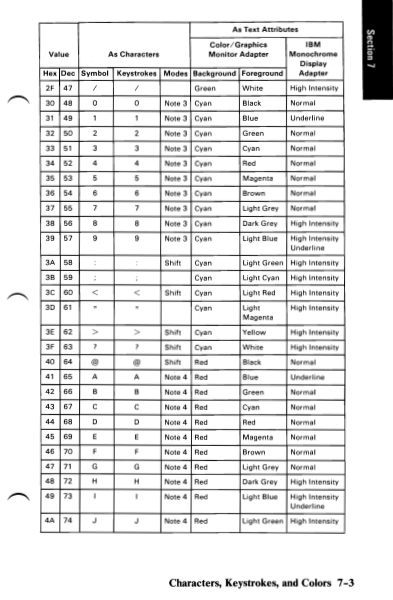 Section 7
As Text Attributes
Value As Characters Color/Graphics Monitor Adapter IBM Monochrome Display Adapter
Hex Dec Symbol Keystrokes Modes Background Foreground
2F 47 / / Green White High Intensity
30 48 0 0 Note 3 Cyan Black Normal
31 49 1 1 Note 3 Cyan Blue Underline
32 50 2 2 Note 3 Cyan Green Normal
33 51 3 3 Note 3 Cyan Cyan Normal
34 52 4 4 Note 3 Cyan Red Normal
35 53 5 5 Note 3 Cyan Magenta Normal
36 54 6 6 Note 3 Cyan Brown Normal
37 55 7 7 Note 3 Cyan Light Grey Normal
38 56 8 8 Note 3 Cyan Dark Grey High Intensity
39 57 9 9 Note 3 Cyan Light Blue High Intensity Underline
3A 58 : : Shift Cyan Light Green High Intensity
3B 59 ; ; Cyan Light Cyan High Intensity
3C 60 < < Shift Cyan Light Red High Intensity
3D 61 = = Cyan Light Magenta High Intensity
3E 62 > > Shift Cyan Yellow High Intensity
3F 63 ? ? Shift Cyan White High Intensity
40 64 @ @ Shift Red Black Normal
41 65 A A Note 4 Red Blue Underline
42 66 B B Note 4 Red Green Normal
43 67 C C Note 4 Red Cyan Normal
44 68 D D Note 4 Red Red Normal
45 69 E E Note 4 Red Magenta Normal
46 70 F F Note 4 Red Brown Normal
47 71 G G Note 4 Red Light Grey Normal
48 72 H H Note 4 Red Dark Grey High Intensity
49 73 I I Note 4 Red Light Blue High Intensity Underline
4A 74 J J Note 4 Red Light Green High Intensity
Characters, Keystrokes, and Colors 7-3